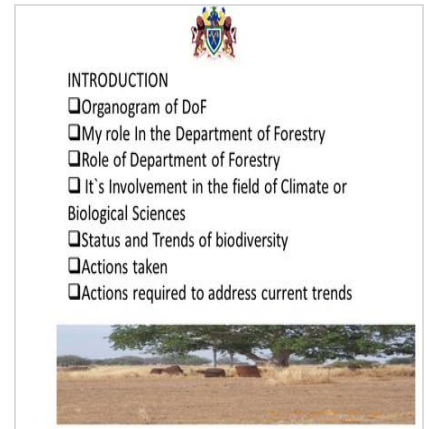 INTRODUCTION
❑Organogram of DoF
❑My role In the Department of Forestry
❑Role of Department of Forestry
❑ It`s Involvement in the field of Climate or
Biological Sciences
❑Status and Trends of biodiversity
❑Actions taken
❑Actions required to address current trends